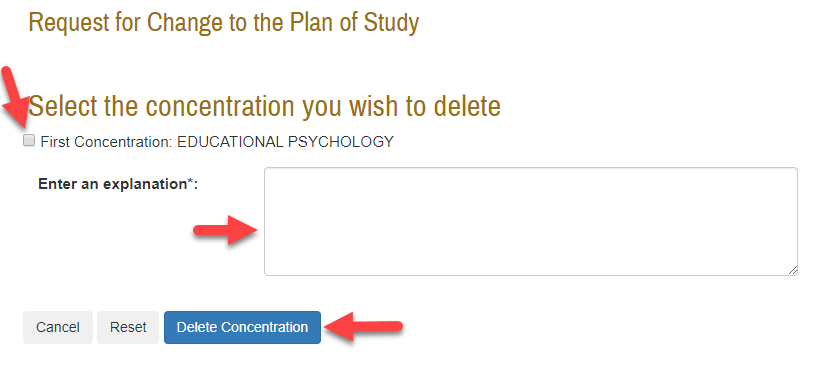 Request for Change to the Plan of Study
Select the concentration you wish to delete
First Concentration: EDUCATIONAL PSYCHOLOGY
Enter an explanation*:
Cancel Reset Delete Concentration